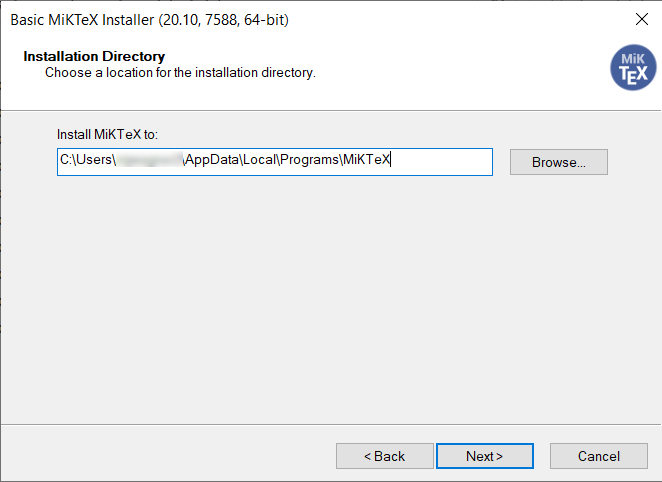 Basic MiKTeX Installer (20.10, 7588, 64-bit)
Installation Directory
Choose a location for the installation directory.
MiK
TEX
Install MiKTeX to:
C:\Users\ \AppData\Local\Programs\MiKTeX
Browse...
< Back
Next >
Cancel